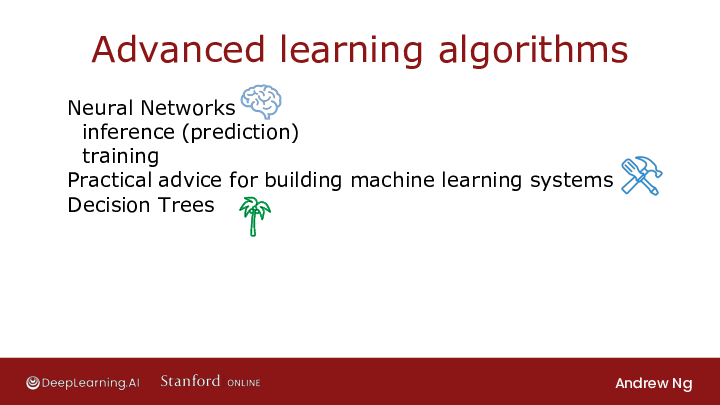 Advanced learning algorithms
Neural Networks
inference (prediction)
training
Practical advice for building machine learning systems
Decision Trees
DeepLearning.AI Stanford ONLINE Andrew Ng